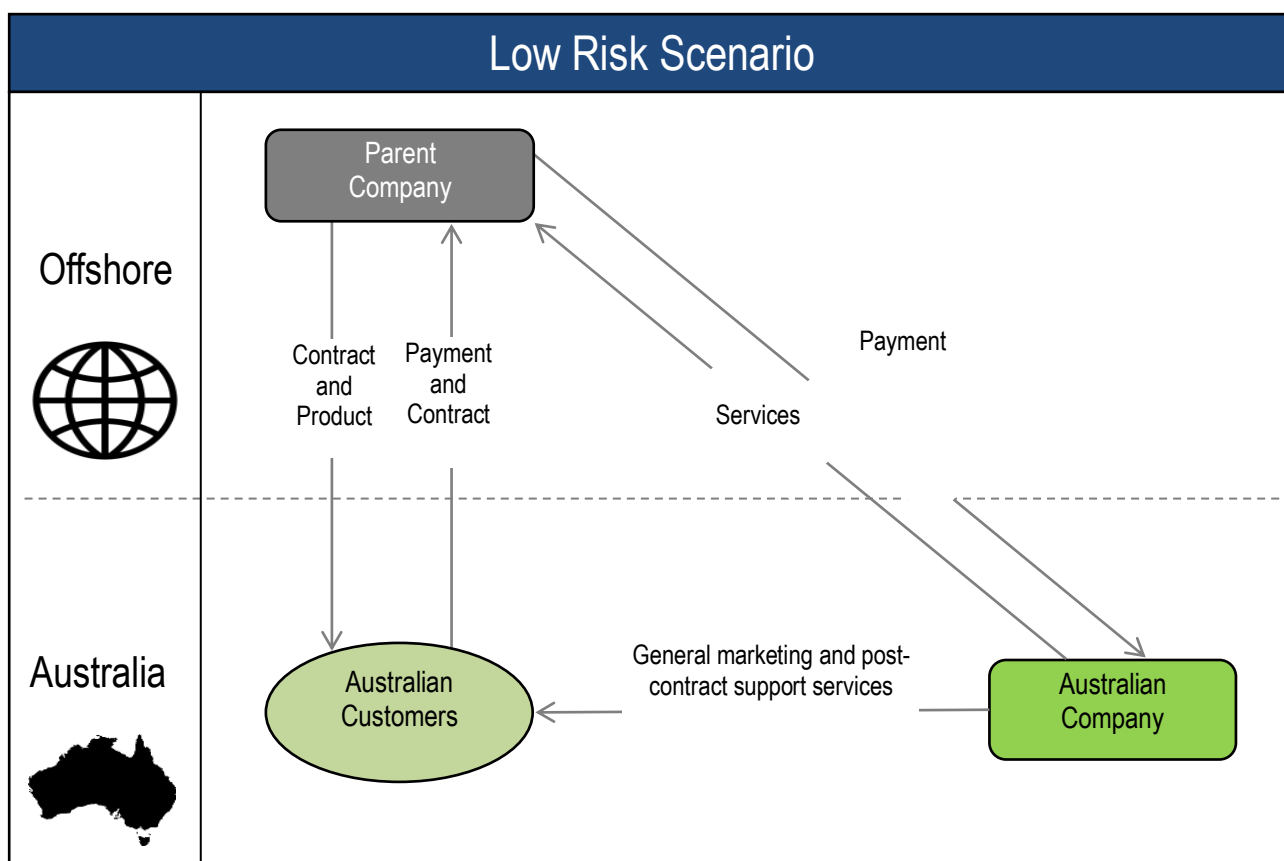 Low Risk Scenario
Parent
Company
Offshore
Contract
and
Product
Payment
and
Contract
Payment
Services
Australia
Australian
Customers
General marketing and post-
contract support services
Australian
Company